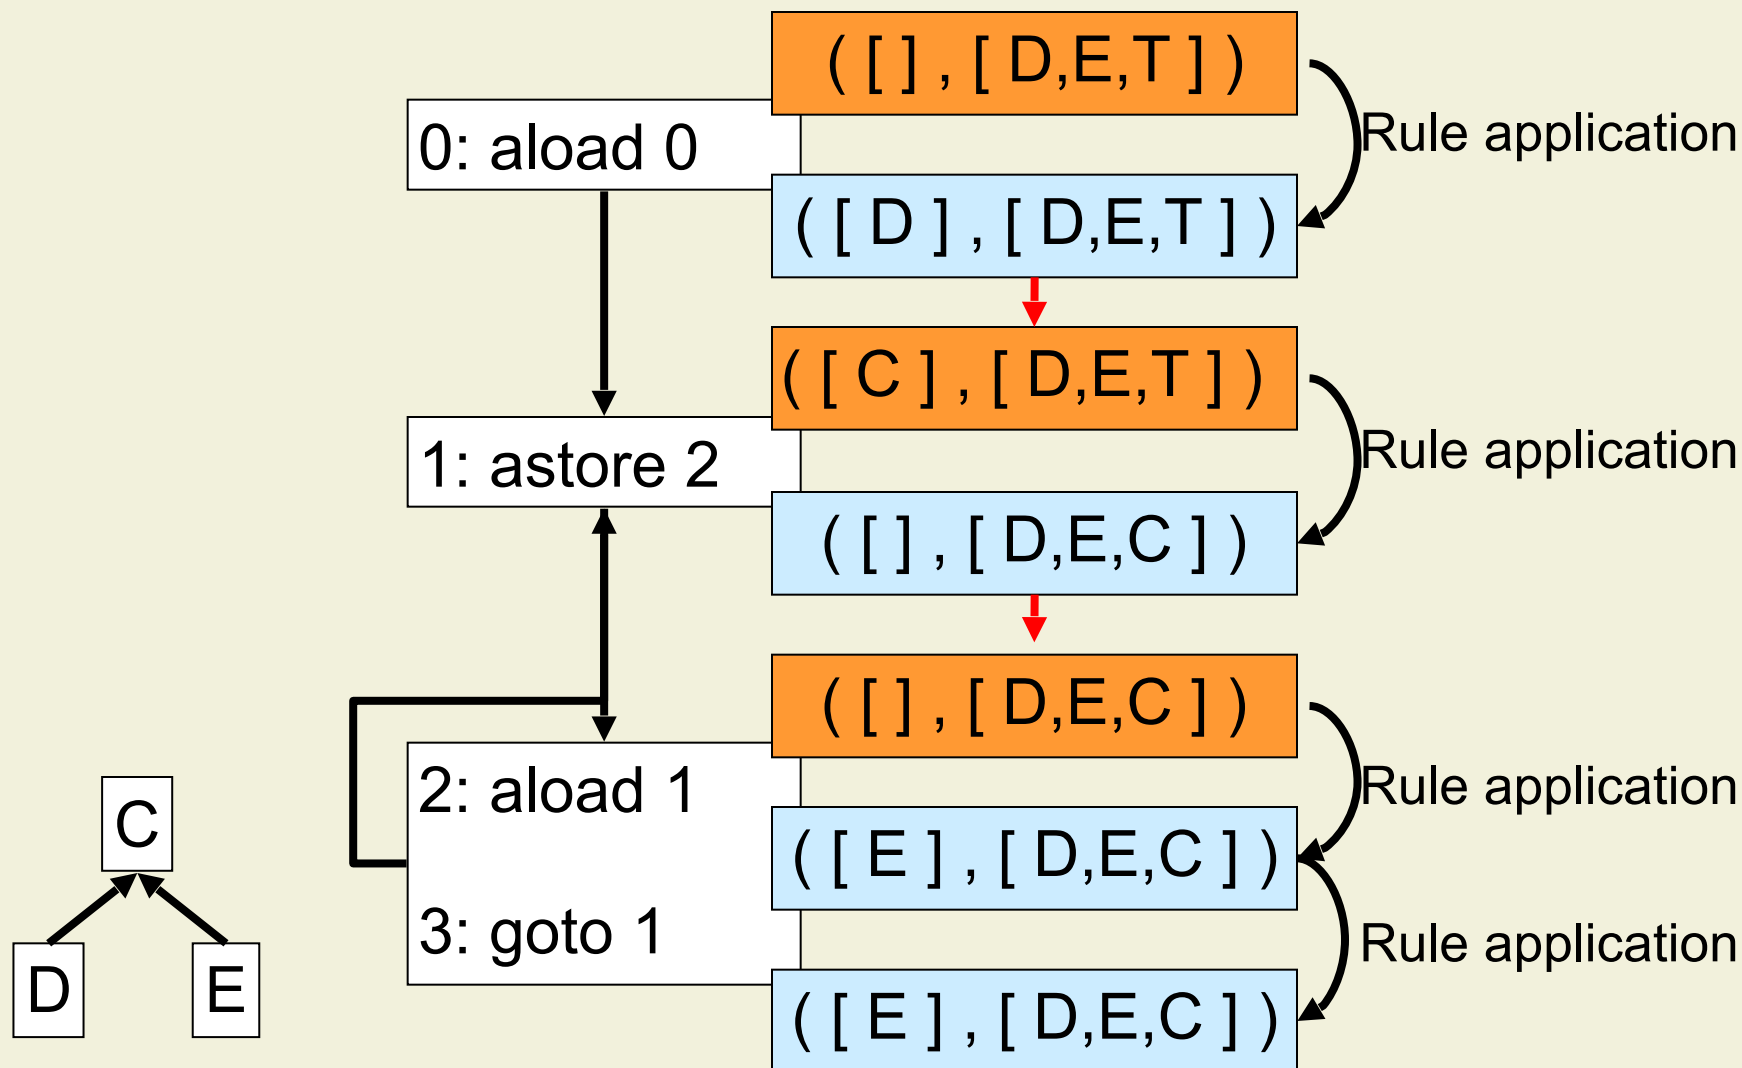 ( [ ] , [ D,E,T ] )
0: aload 0
Rule application
( [ D ] , [ D,E,T ] )
( [ C ] , [ D,E,T ] )
1: astore 2
Rule application
( [ ] , [ D,E,C ] )
( [ ] , [ D,E,C ] )
2: aload 1
Rule application
( [ E ] , [ D,E,C ] )
3: goto 1
Rule application
( [ E ] , [ D,E,C ] )
C
D
E